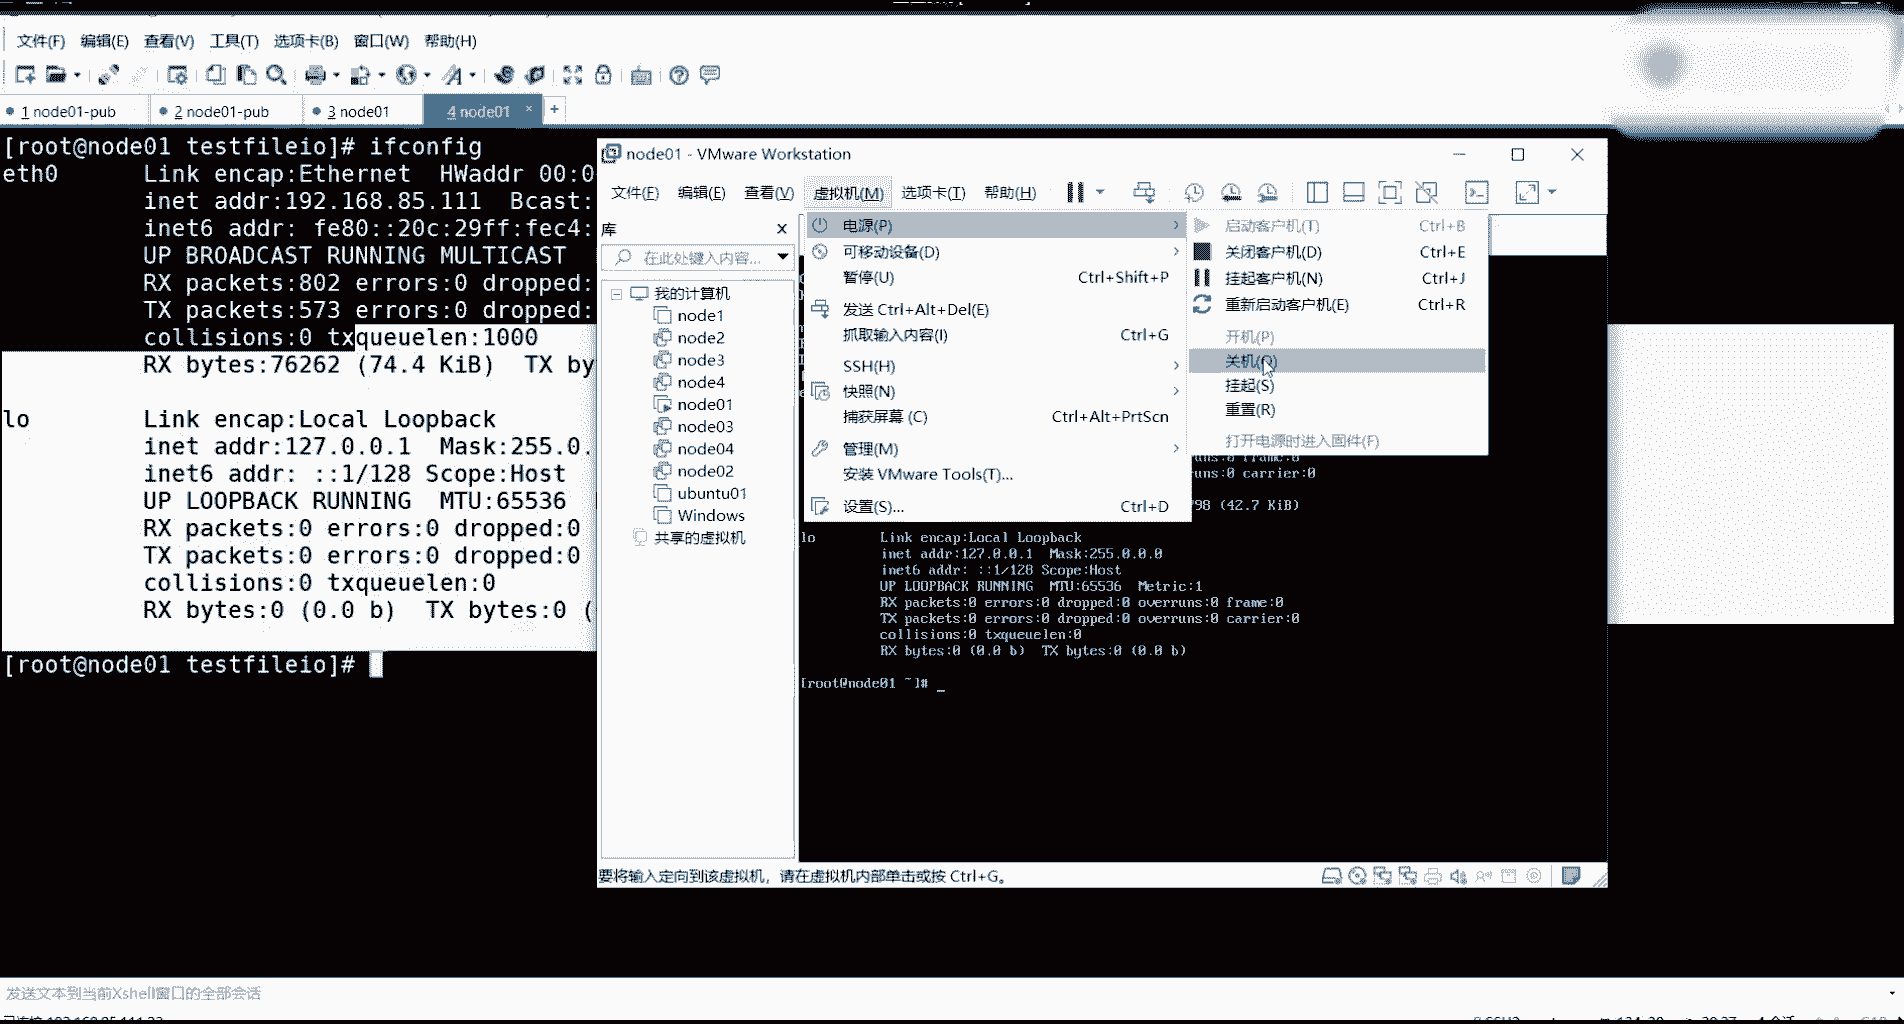 文件(F) 编辑(E) 查看(V) 工具(T) 选项卡(B) 窗口(W) 帮助(H)
1 node01-pub 2 node01-pub 3 node01 4 node01 × +
[root@node01 testfileio]# ifconfig
eth0 Link encap:Ethernet HWaddr 00:0
inet addr:192.168.85.111 Bcast:
inet6 addr: fe80::20c:29ff:fec4:
UP BROADCAST RUNNING MULTICAST
RX packets:802 errors:0 dropped:
TX packets:573 errors:0 dropped:
collisions:0 txqueuelen:1000
RX bytes:76262 (74.4 KiB) TX by
lo Link encap:Local Loopback
inet addr:127.0.0.1 Mask:255.0.
inet6 addr: ::1/128 Scope:Host
UP LOOPBACK RUNNING MTU:65536
RX packets:0 errors:0 dropped:0
TX packets:0 errors:0 dropped:0
collisions:0 txqueuelen:0
RX bytes:0 (0.0 b) TX bytes:0 (
[root@node01 testfileio]#
node01 - VMware Workstation
文件(F) 编辑(E) 查看(V) 虚拟机(M) 选项卡(T) 帮助(H)
库
在此处键入内容...
我的计算机
node1
node2
node3
node4
node01
node03
node04
node02
ubuntu01
Windows
共享的虚拟机
电源(P)
可移动设备(D)
暂停(U) Ctrl+Shift+P
发送 Ctrl+Alt+Del(E)
抓取输入内容(I) Ctrl+G
SSH(H)
快照(N)
捕获屏幕 (C) Ctrl+Alt+PrtScn
管理(M)
安装 VMware Tools(T)...
设置(S)... Ctrl+D
启动客户机(T) Ctrl+B
关闭客户机(D) Ctrl+E
挂起客户机(N) Ctrl+J
重新启动客户机(E) Ctrl+R
开机(P)
关机(O)
挂起(S)
重置(R)
打开电源时进入固件(F)
uns:0 frame:0
uns:0 carrier:0
98 (42.7 KiB)
lo Link encap:Local Loopback
inet addr:127.0.0.1 Mask:255.0.0.0
inet6 addr: ::1/128 Scope:Host
UP LOOPBACK RUNNING MTU:65536 Metric:1
RX packets:0 errors:0 dropped:0 overruns:0 frame:0
TX packets:0 errors:0 dropped:0 overruns:0 carrier:0
collisions:0 txqueuelen:0
RX bytes:0 (0.0 b) TX bytes:0 (0.0 b)
[root@node01 ~]# _
要将输入定向到该虚拟机，请在虚拟机内部单击或按 Ctrl+G。
发送文本到当前Xshell窗口的全部会话